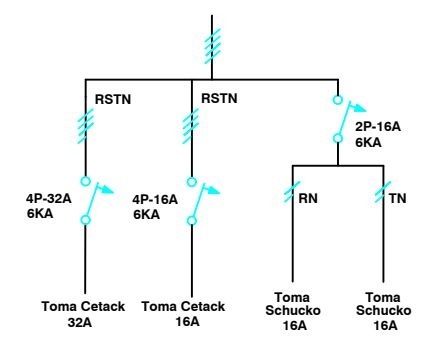 RSTN
RSTN
2P-16A
6KA
4P-32A
6KA
4P-16A
6KA
RN
TN
Toma Cetack
32A
Toma Cetack
16A
Toma
Schucko
16A
Toma
Schucko
16A